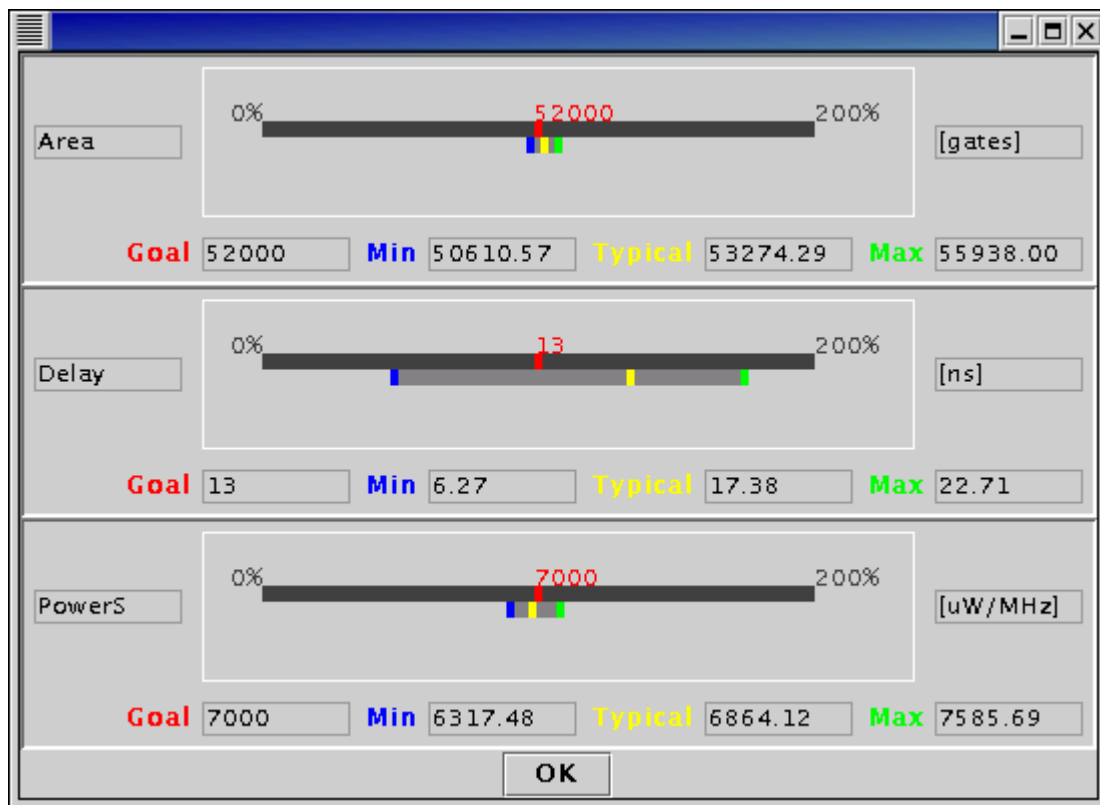 0% 52000 200%
Area [gates]
Goal 52000 Min 50610.57 Typical 53274.29 Max 55938.00
0% 13 200%
Delay [ns]
Goal 13 Min 6.27 Typical 17.38 Max 22.71
0% 7000 200%
PowerS [uW/MHz]
Goal 7000 Min 6317.48 Typical 6864.12 Max 7585.69
OK